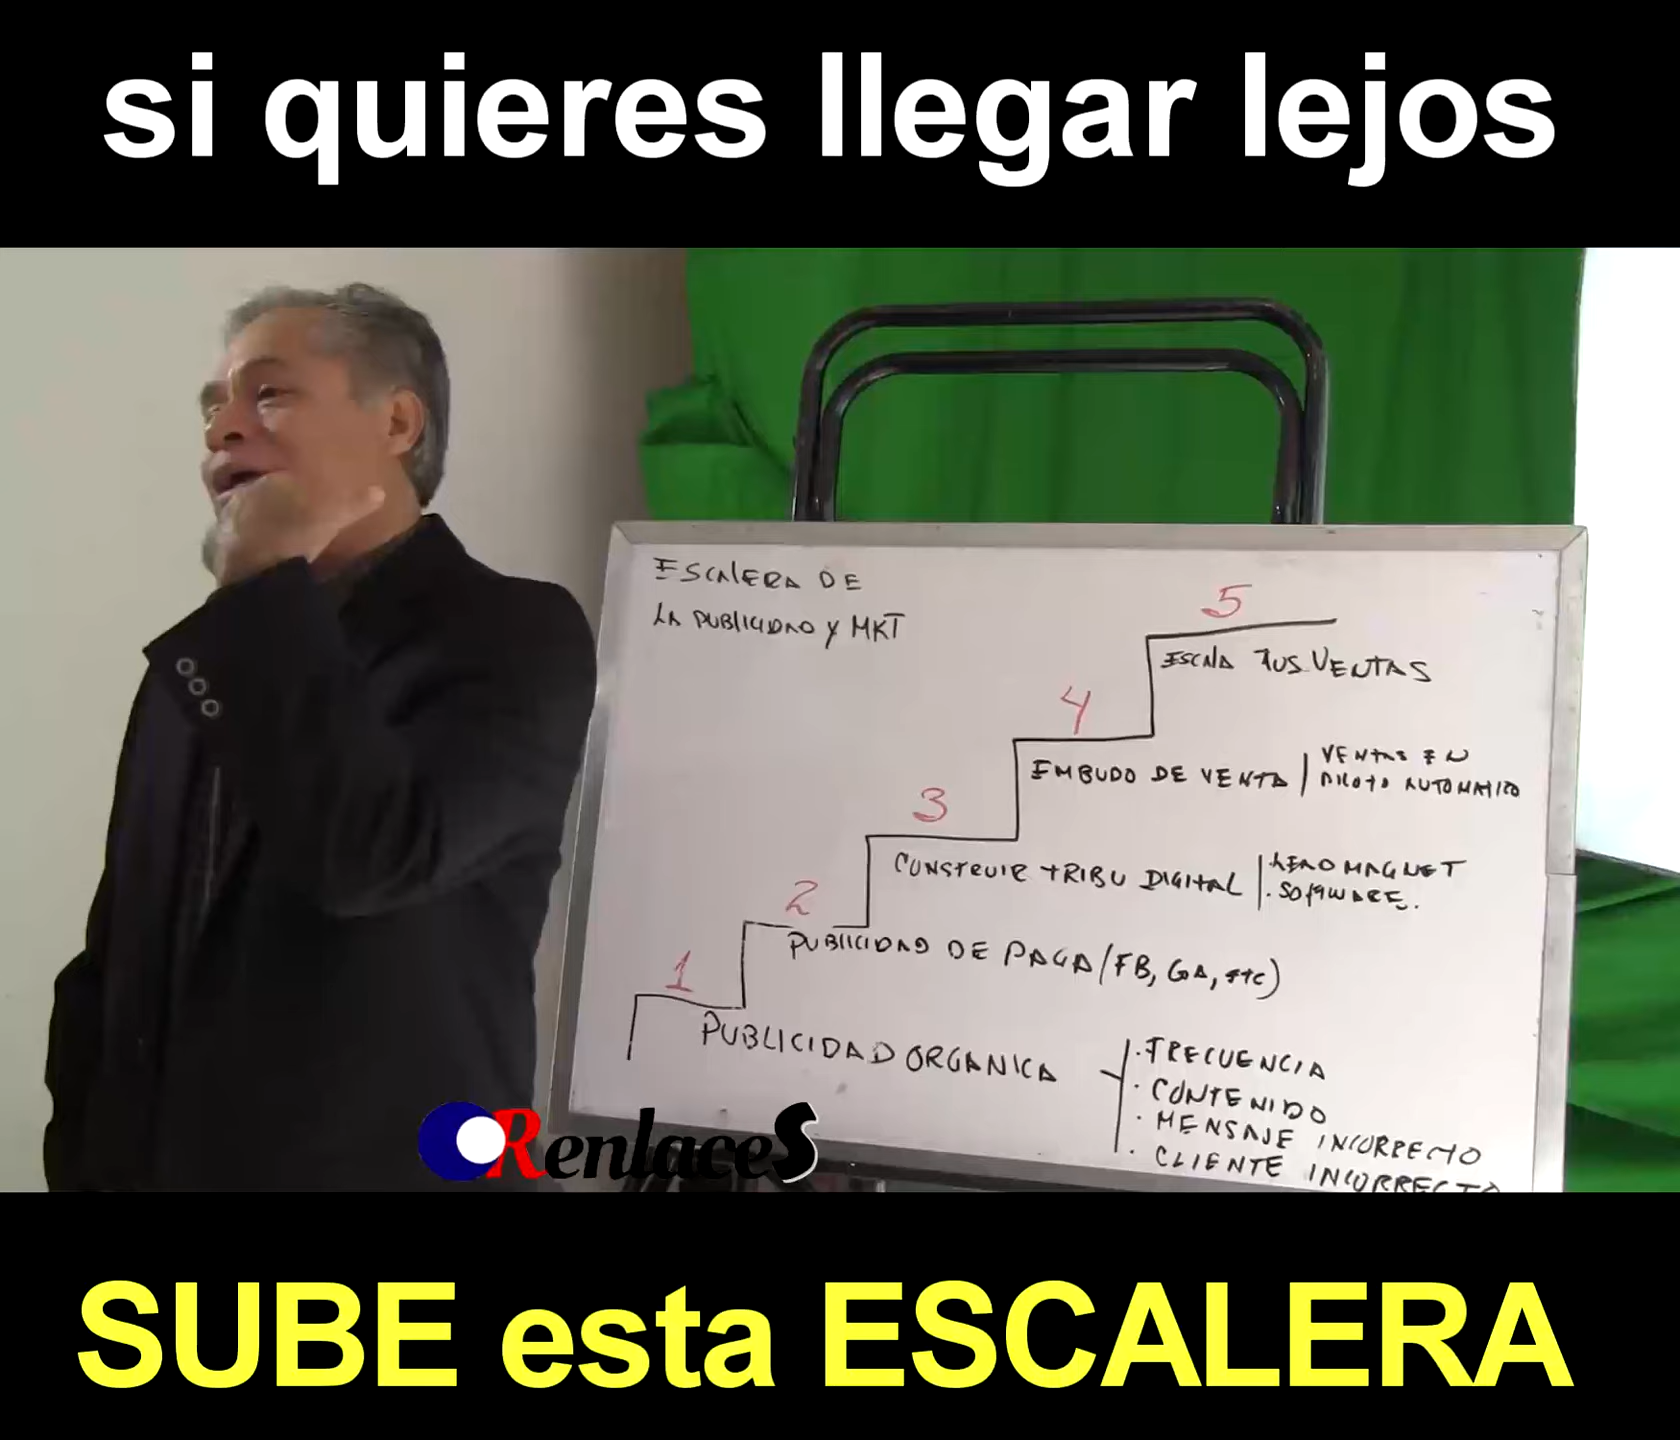 si quieres llegar lejos
ESCALERA DE
LA PUBLICIDAD Y MKT
5
ESCALA TUS VENTAS
4
EMBUDO DE VENTA / VENTAS EN
PILOTO AUTOMATICO
3
CONSTRUIR TRIBU DIGITAL | . LEAD MAGNET
. SOFTWARE.
2
PUBLICIDAD DE PAGA / FB, GA, ETC)
1
PUBLICIDAD ORGANICA
· FRECUENCIA
· CONTENIDO
· MENSAJE INCORRECTO
· CLIENTE INCORRECTO
RenlaceS
SUBE esta ESCALERA